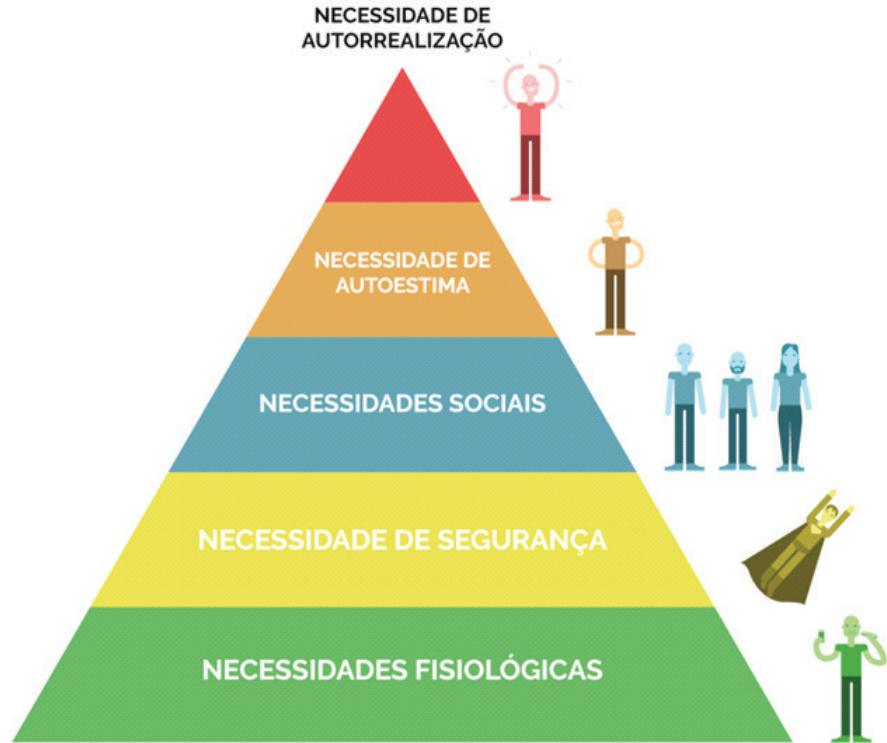 NECESSIDADE DE
AUTORREALIZAÇÃO
NECESSIDADE DE
AUTOESTIMA
NECESSIDADES SOCIAIS
NECESSIDADE DE SEGURANÇA
NECESSIDADES FISIOLÓGICAS